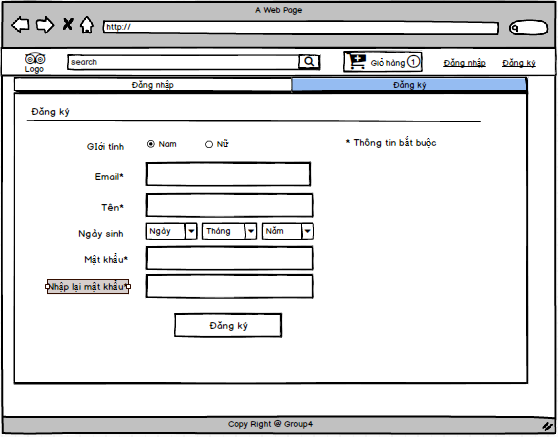 A Web Page
http://
Logo
search
Giỏ hàng 1
Đăng nhập
Đăng ký
Đăng nhập
Đăng ký
Đăng ký
Giới tính
Nam
Nữ
* Thông tin bắt buộc
Email*
Tên*
Ngày sinh
Ngày
Tháng
Năm
Mật khẩu*
Nhập lại mật khẩu*
Đăng ký
Copy Right @ Group4